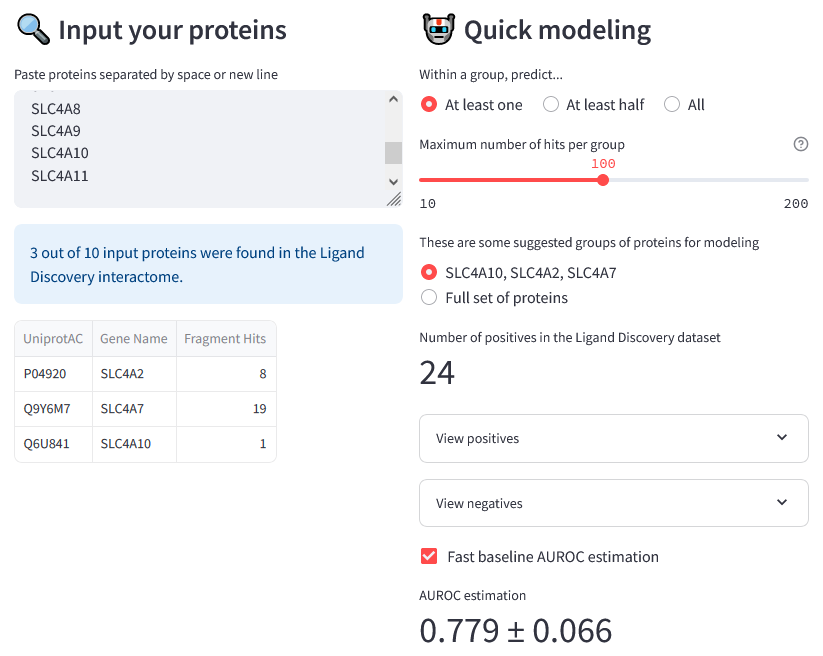 Input your proteins
Paste proteins separated by space or new line
SLC4A8
SLC4A9
SLC4A10
SLC4A11
3 out of 10 input proteins were found in the Ligand
Discovery interactome.
UniprotAC Gene Name Fragment Hits
P04920 SLC4A2 8
Q9Y6M7 SLC4A7 19
Q6U841 SLC4A10 1
Quick modeling
Within a group, predict...
At least one At least half All
Maximum number of hits per group
100
10 200
These are some suggested groups of proteins for modeling
SLC4A10, SLC4A2, SLC4A7
Full set of proteins
Number of positives in the Ligand Discovery dataset
24
View positives
View negatives
Fast baseline AUROC estimation
AUROC estimation
0.779 ± 0.066